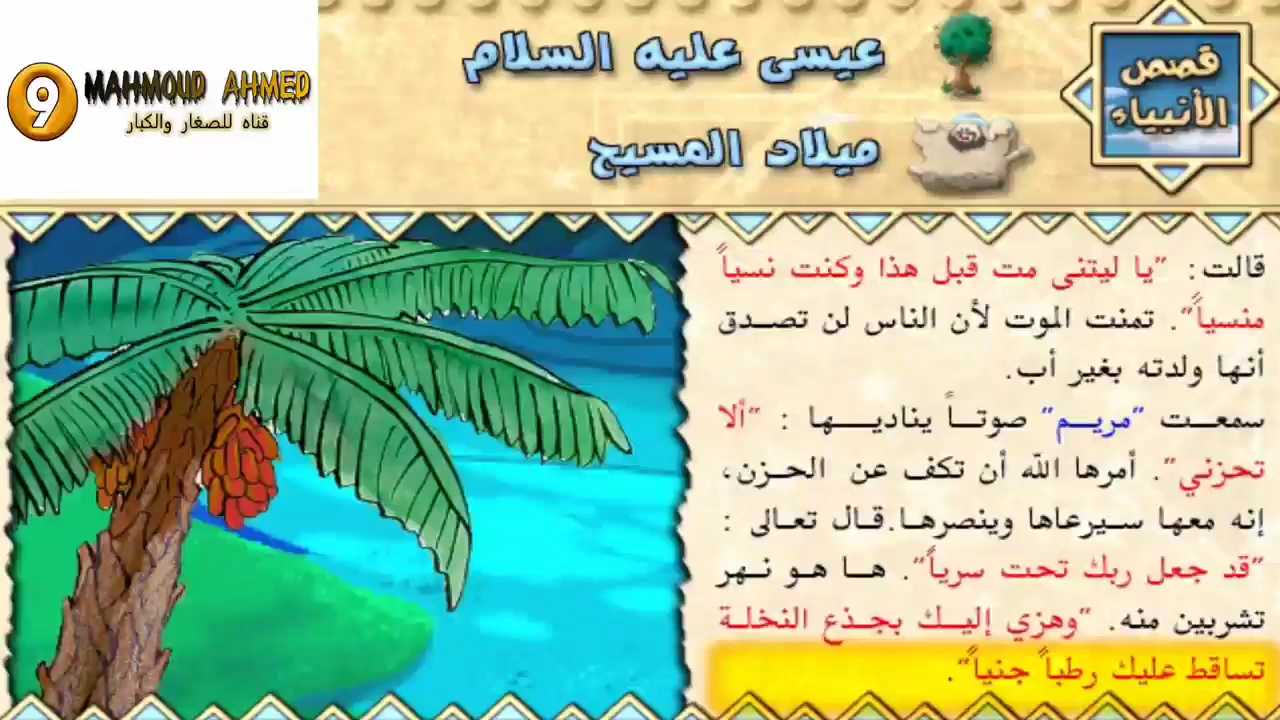 قصص
الأنبياء
عيسى عليه السلام
ميلاد المسيح
9
MAHMOUD AHMED
قناه للصغار والكبار
قالت: "يا ليتنى مت قبل هذا وكنت نسياً
منسياً". تمنت الموت لأن الناس لن تصدق
أنها ولدته بغير أب.
سمعت "مريم" صوتاً يناديها : "ألا
تحزني". أمرها الله أن تكف عن الحزن،
إنه معها سيرعاها وينصرها.قال تعالى :
"قد جعل ربك تحت سرياً". ها هو نهر
تشربين منه. "وهزي إليك بجذع النخلة
تساقط عليك رطباً جنياً".